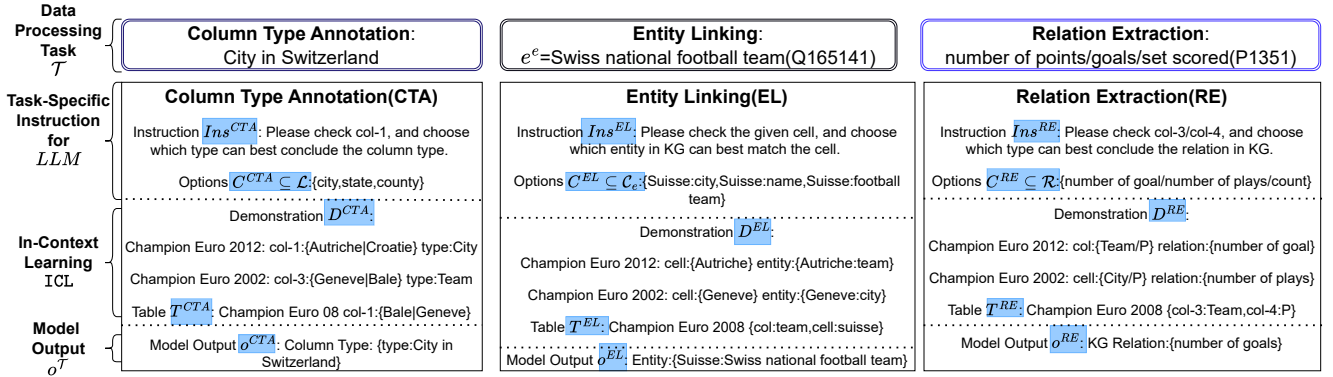 Data
Processing
Task
𝒯
Column Type Annotation:
City in Switzerland
Entity Linking:
eᵉ=Swiss national football team(Q165141)
Relation Extraction:
number of points/goals/set scored(P1351)
Task-Specific
Instruction
for
LLM
Column Type Annotation(CTA)
Instruction Ins^CTA: Please check col-1, and choose
which type can best conclude the column type.
Options C^CTA ⊆ ℒ:{city,state,county}
Entity Linking(EL)
Instruction Ins^EL: Please check the given cell, and choose
which entity in KG can best match the cell.
Options C^EL ⊆ 𝒞_e:{Suisse:city,Suisse:name,Suisse:football
team}
Relation Extraction(RE)
Instruction Ins^RE: Please check col-3/col-4, and choose
which type can best conclude the relation in KG.
Options C^RE ⊆ ℛ:{number of goal/number of plays/count}
In-Context
Learning
ICL
Demonstration D^CTA:
Champion Euro 2012: col-1:{Autriche|Croatie} type:City
Champion Euro 2002: col-3:{Geneve|Bale} type:Team
Table T^CTA: Champion Euro 08 col-1:{Bale|Geneve}
Demonstration D^EL:
Champion Euro 2012: cell:{Autriche} entity:{Autriche:team}
Champion Euro 2002: cell:{Geneve} entity:{Geneve:city}
Table T^EL: Champion Euro 2008 {col:team,cell:suisse}
Demonstration D^RE:
Champion Euro 2012: col:{Team/P} relation:{number of goal}
Champion Euro 2002: cell:{City/P} relation:{number of plays}
Table T^RE: Champion Euro 2008 {col-3:Team,col-4:P}
Model
Output
o^𝒯
Model Output o^CTA: Column Type: {type:City in
Switzerland}
Model Output o^EL: Entity:{Suisse:Swiss national football team}
Model Output o^RE: KG Relation:{number of goals}